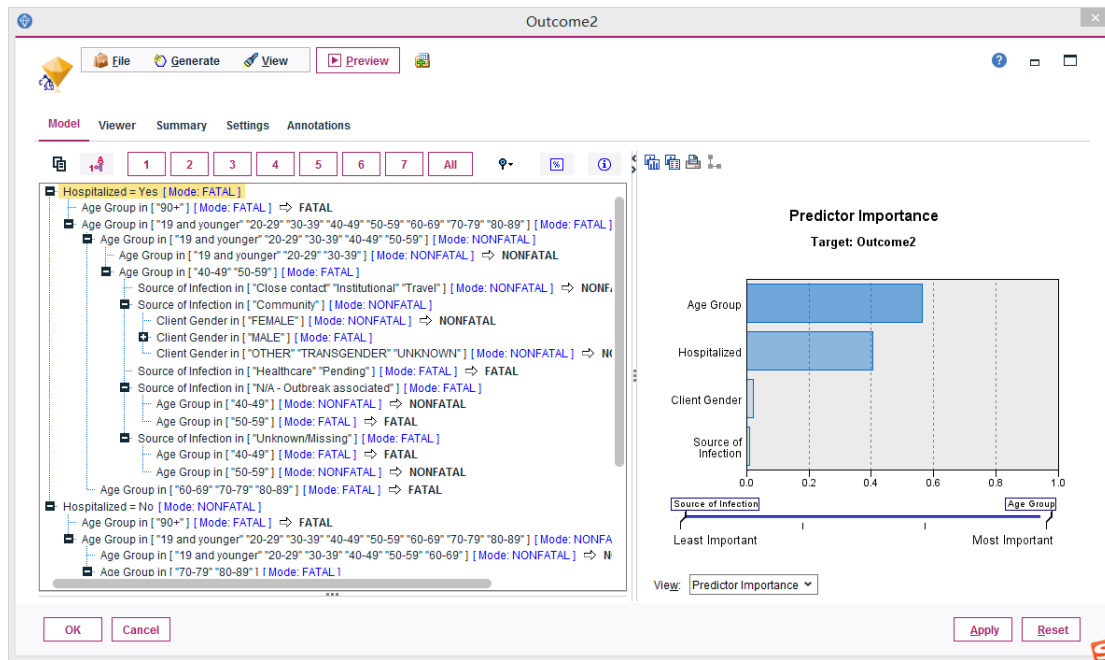 Outcome2
File Generate View Preview
Model Viewer Summary Settings Annotations
1 2 3 4 5 6 7 All
Hospitalized = Yes [ Mode: FATAL ]
Age Group in [ "90+" ] [ Mode: FATAL ] ⇨ FATAL
Age Group in [ "19 and younger" "20-29" "30-39" "40-49" "50-59" "60-69" "70-79" "80-89" ] [ Mode: FATAL ]
Age Group in [ "19 and younger" "20-29" "30-39" "40-49" "50-59" ] [ Mode: NONFATAL ]
Age Group in [ "19 and younger" "20-29" "30-39" ] [ Mode: NONFATAL ] ⇨ NONFATAL
Age Group in [ "40-49" "50-59" ] [ Mode: FATAL ]
Source of Infection in [ "Close contact" "Institutional" "Travel" ] [ Mode: NONFATAL ] ⇨ NONF
Source of Infection in [ "Community" ] [ Mode: NONFATAL ]
Client Gender in [ "FEMALE" ] [ Mode: NONFATAL ] ⇨ NONFATAL
Client Gender in [ "MALE" ] [ Mode: FATAL ]
Client Gender in [ "OTHER" "TRANSGENDER" "UNKNOWN" ] [ Mode: NONFATAL ] ⇨ N
Source of Infection in [ "Healthcare" "Pending" ] [ Mode: FATAL ] ⇨ FATAL
Source of Infection in [ "N/A - Outbreak associated" ] [ Mode: FATAL ]
Age Group in [ "40-49" ] [ Mode: NONFATAL ] ⇨ NONFATAL
Age Group in [ "50-59" ] [ Mode: FATAL ] ⇨ FATAL
Source of Infection in [ "Unknown/Missing" ] [ Mode: FATAL ]
Age Group in [ "40-49" ] [ Mode: FATAL ] ⇨ FATAL
Age Group in [ "50-59" ] [ Mode: NONFATAL ] ⇨ NONFATAL
Age Group in [ "60-69" "70-79" "80-89" ] [ Mode: FATAL ] ⇨ FATAL
Hospitalized = No [ Mode: NONFATAL ]
Age Group in [ "90+" ] [ Mode: FATAL ] ⇨ FATAL
Age Group in [ "19 and younger" "20-29" "30-39" "40-49" "50-59" "60-69" "70-79" "80-89" ] [ Mode: NONFA
Age Group in [ "19 and younger" "20-29" "30-39" "40-49" "50-59" "60-69" ] [ Mode: NONFATAL ] ⇨ N
Age Group in [ "70-79" "80-89" ] [ Mode: FATAL ]
Predictor Importance
Target: Outcome2
Age Group
Hospitalized
Client Gender
Source of
Infection
0.0 0.2 0.4 0.6 0.8 1.0
Source of Infection Age Group
Least Important Most Important
View: Predictor Importance
OK Cancel Apply Reset